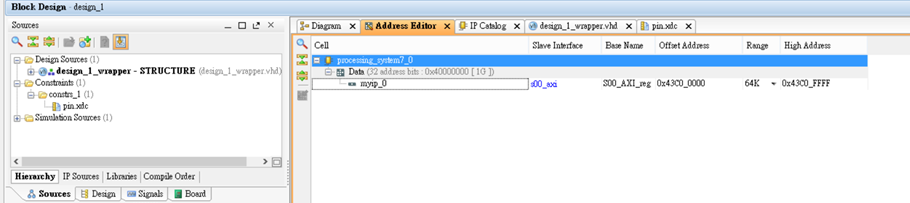 Block Design - design_1
Sources
Design Sources (1)
design_1_wrapper - STRUCTURE (design_1_wrapper.vhd)
Constraints (1)
constrs_1 (1)
pin.xdc
Simulation Sources (1)
Hierarchy IP Sources Libraries Compile Order
Sources Design Signals Board
Diagram Address Editor IP Catalog design_1_wrapper.vhd pin.xdc
Cell Slave Interface Base Name Offset Address Range High Address
processing_system7_0
Data (32 address bits : 0x40000000 [ 1G ])
myip_0 s00_axi S00_AXI_reg 0x43C0_0000 64K 0x43C0_FFFF